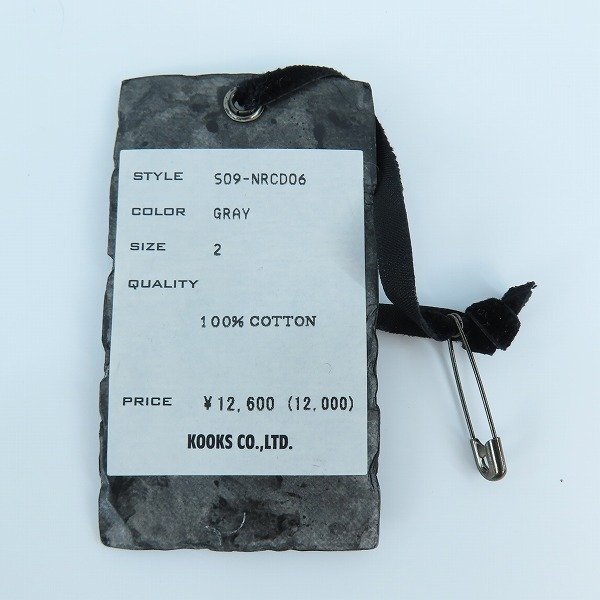 STYLE S09-NRCD06
COLOR GRAY
SIZE 2
QUALITY
100% COTTON
PRICE ¥12,600 (12,000)
KOOKS CO.,LTD.